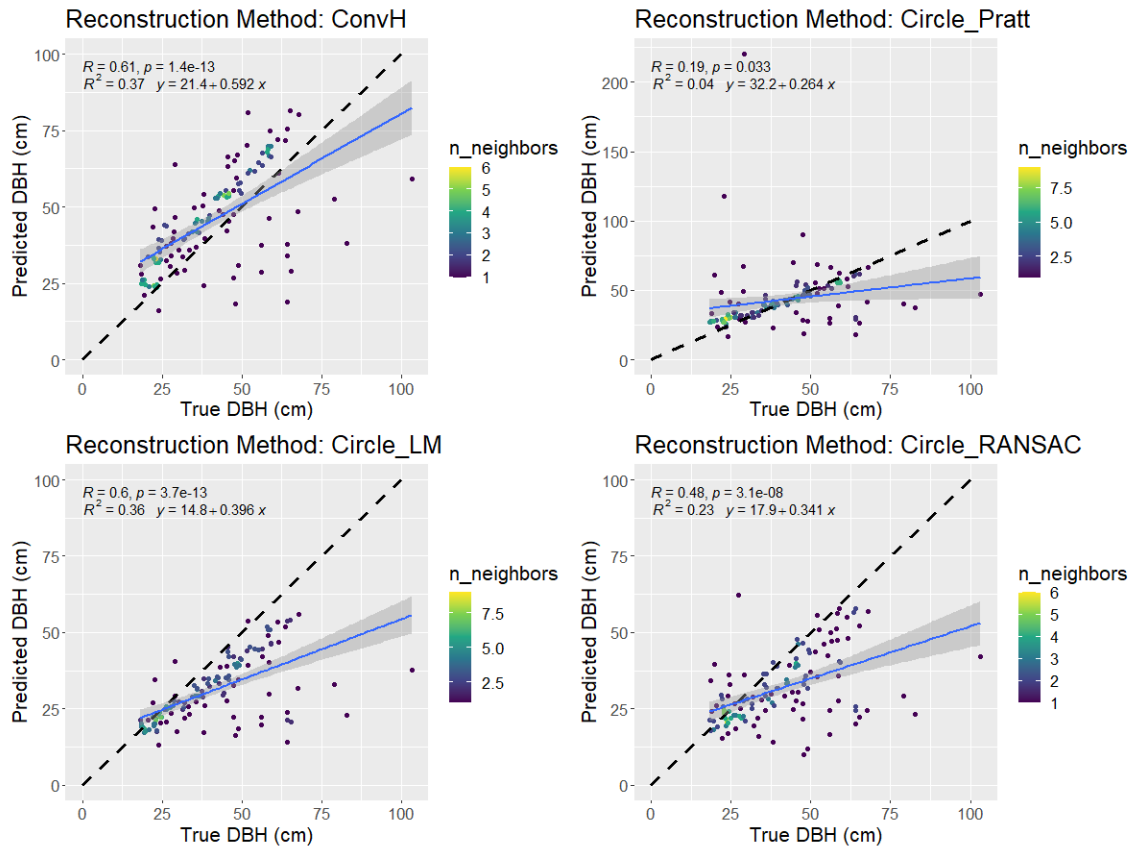 Reconstruction Method: ConvH
R = 0.61, p = 1.4e-13
R² = 0.37 y = 21.4 + 0.592 x
100
75
50
25
0
Predicted DBH (cm)
0 25 50 75 100
True DBH (cm)
n_neighbors
6
5
4
3
2
1
Reconstruction Method: Circle_Pratt
R = 0.19, p = 0.033
R² = 0.04 y = 32.2 + 0.264 x
200
150
100
50
0
Predicted DBH (cm)
0 25 50 75 100
True DBH (cm)
n_neighbors
7.5
5.0
2.5
Reconstruction Method: Circle_LM
R = 0.6, p = 3.7e-13
R² = 0.36 y = 14.8 + 0.396 x
100
75
50
25
0
Predicted DBH (cm)
0 25 50 75 100
True DBH (cm)
n_neighbors
7.5
5.0
2.5
Reconstruction Method: Circle_RANSAC
R = 0.48, p = 3.1e-08
R² = 0.23 y = 17.9 + 0.341 x
100
75
50
25
0
Predicted DBH (cm)
0 25 50 75 100
True DBH (cm)
n_neighbors
6
5
4
3
2
1